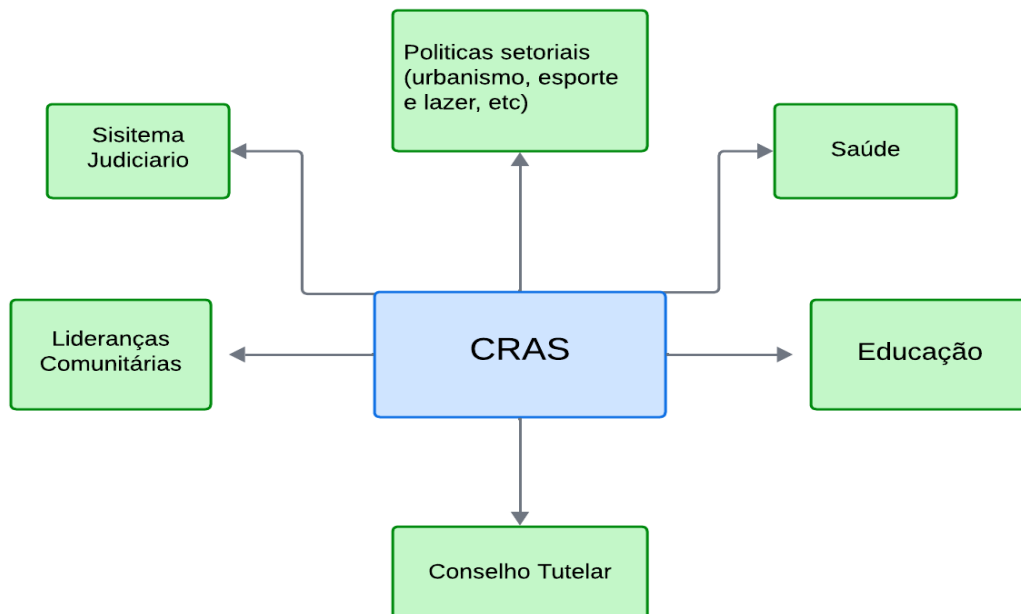 Politicas setoriais
(urbanismo, esporte
e lazer, etc)
Sisitema
Judiciario
Saúde
Lideranças
Comunitárias
CRAS
Educação
Conselho Tutelar